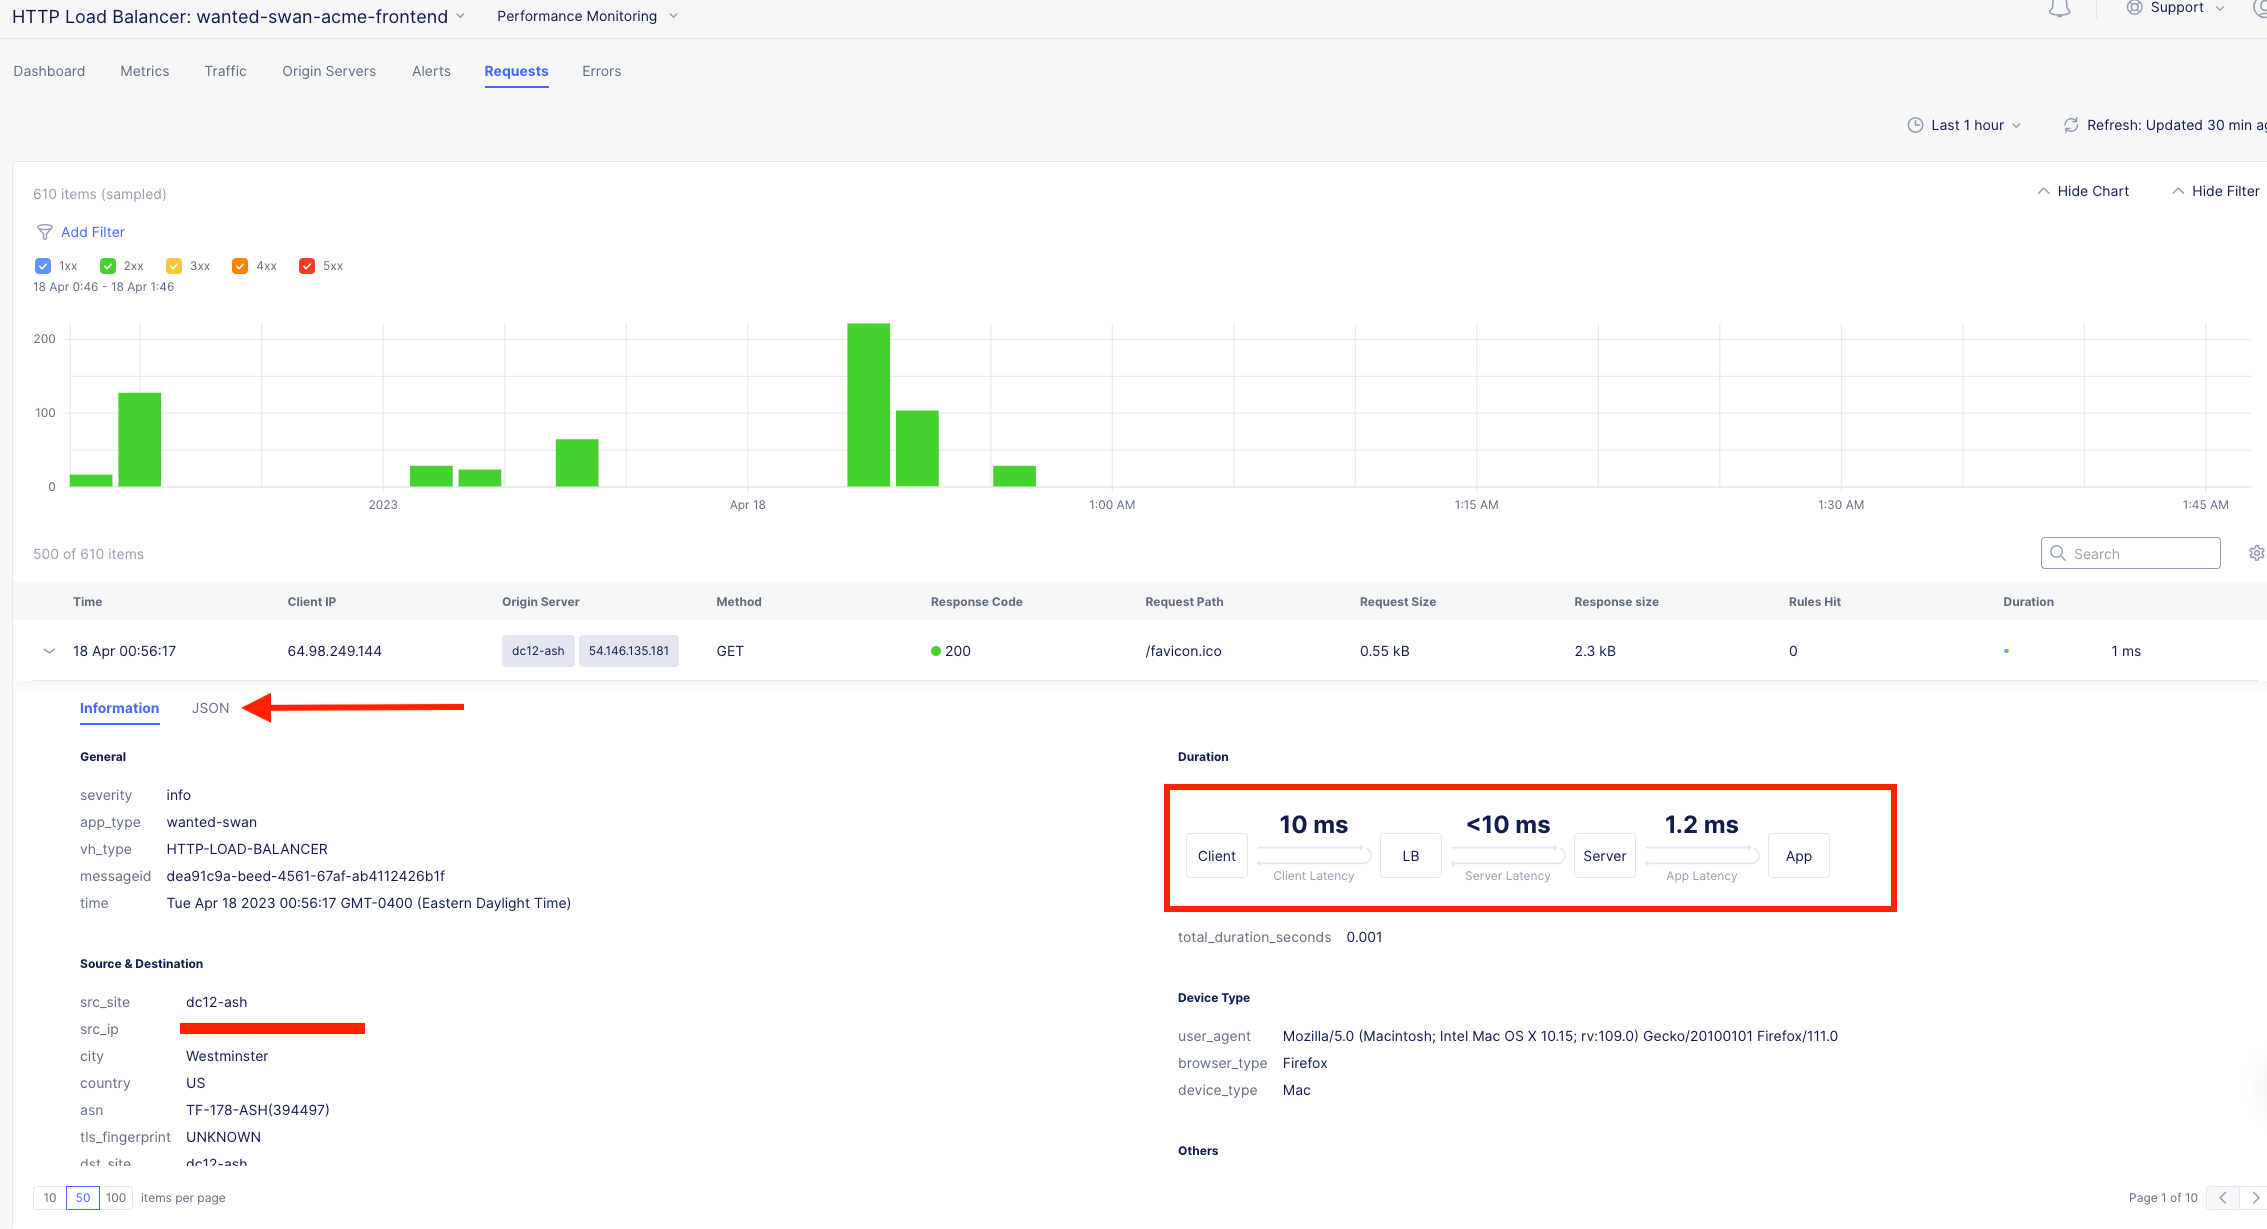 HTTP Load Balancer: wanted-swan-acme-frontend Performance Monitoring Support
Dashboard Metrics Traffic Origin Servers Alerts Requests Errors
Last 1 hour Refresh: Updated 30 min
610 items (sampled) Hide Chart Hide Filter
Add Filter
1xx 2xx 3xx 4xx 5xx
18 Apr 0:46 - 18 Apr 1:46
200
100
0
2023 Apr 18 1:00 AM 1:15 AM 1:30 AM 1:45 AM
500 of 610 items Search
Time Client IP Origin Server Method Response Code Request Path Request Size Response size Rules Hit Duration
18 Apr 00:56:17 64.98.249.144 dc12-ash 54.146.135.181 GET 200 /favicon.ico 0.55 kB 2.3 kB 0 1 ms
Information JSON
General
severity info
app_type wanted-swan
vh_type HTTP-LOAD-BALANCER
messageid dea91c9a-beed-4561-67af-ab4112426b1f
time Tue Apr 18 2023 00:56:17 GMT-0400 (Eastern Daylight Time)
Source & Destination
src_site dc12-ash
src_ip
city Westminster
country US
asn TF-178-ASH(394497)
tls_fingerprint UNKNOWN
dst_site dc12-ash
Duration
10 ms <10 ms 1.2 ms
Client LB Server App
Client Latency Server Latency App Latency
total_duration_seconds 0.001
Device Type
user_agent Mozilla/5.0 (Macintosh; Intel Mac OS X 10.15; rv:109.0) Gecko/20100101 Firefox/111.0
browser_type Firefox
device_type Mac
Others
10 50 100 items per page Page 1 of 10